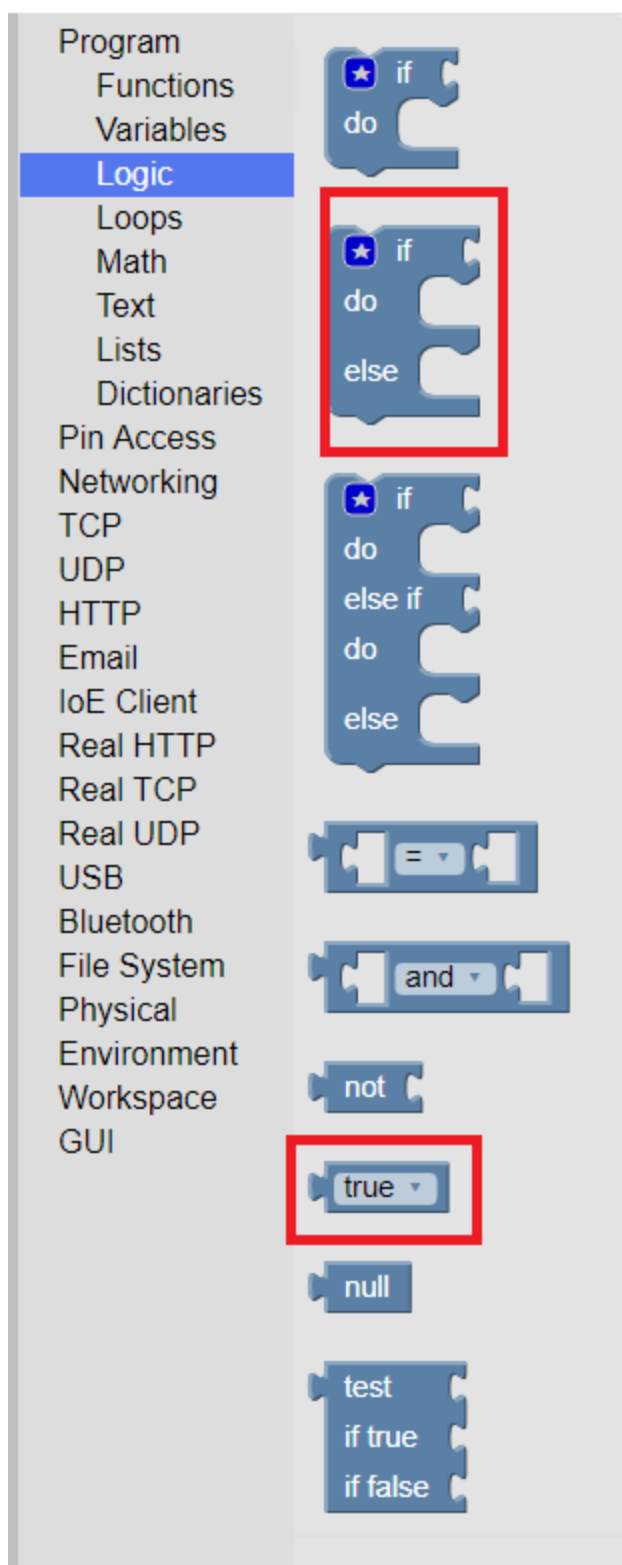 Program
Functions
Variables
Logic
Loops
Math
Text
Lists
Dictionaries
Pin Access
Networking
TCP
UDP
HTTP
Email
IoE Client
Real HTTP
Real TCP
Real UDP
USB
Bluetooth
File System
Physical
Environment
Workspace
GUI
if
do
if
do
else
if
do
else if
do
else
=
and
not
true
null
test
if true
if false